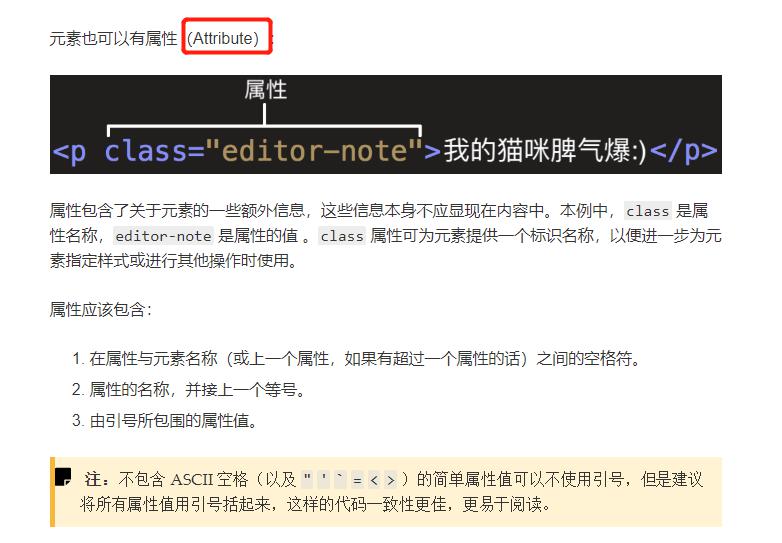 元素也可以有属性（Attribute）：
属性
<p class="editor-note">我的猫咪脾气爆:)</p>
属性包含了关于元素的一些额外信息，这些信息本身不应显现在内容中。本例中，class 是属
性名称，editor-note 是属性的值 。class 属性可为元素提供一个标识名称，以便进一步为元
素指定样式或进行其他操作时使用。
属性应该包含：
1. 在属性与元素名称（或上一个属性，如果有超过一个属性的话）之间的空格符。
2. 属性的名称，并接上一个等号。
3. 由引号所包围的属性值。
注：不包含 ASCII 空格（以及 " ' ` = < > ）的简单属性值可以不使用引号，但是建议
将所有属性值用引号括起来，这样的代码一致性更佳，更易于阅读。